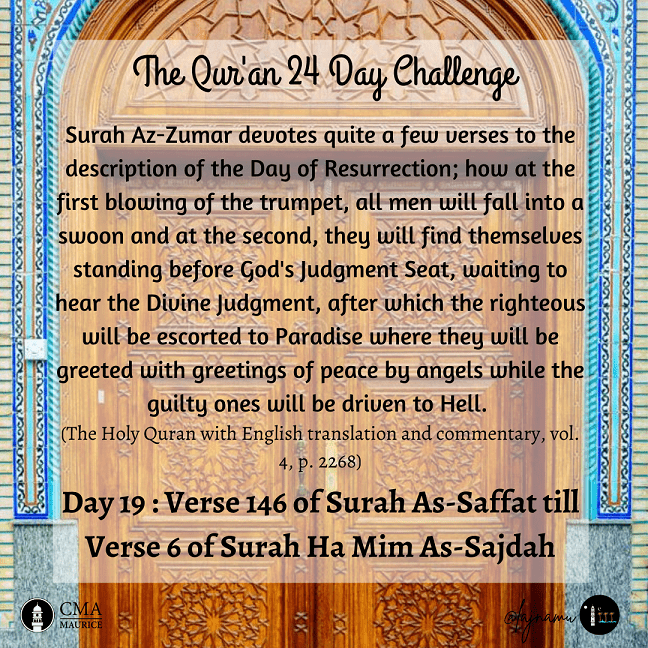 The Qur'an 24 Day Challenge
Surah Az-Zumar devotes quite a few verses to the
description of the Day of Resurrection; how at the
first blowing of the trumpet, all men will fall into a
swoon and at the second, they will find themselves
standing before God's Judgment Seat, waiting to
hear the Divine Judgment, after which the righteous
will be escorted to Paradise where they will be
greeted with greetings of peace by angels while the
guilty ones will be driven to Hell.
(The Holy Quran with English translation and commentary, vol.
4, p. 2268)
Day 19 : Verse 146 of Surah As-Saffat till
Verse 6 of Surah Ha Mim As-Sajdah
CMA
MAURICE